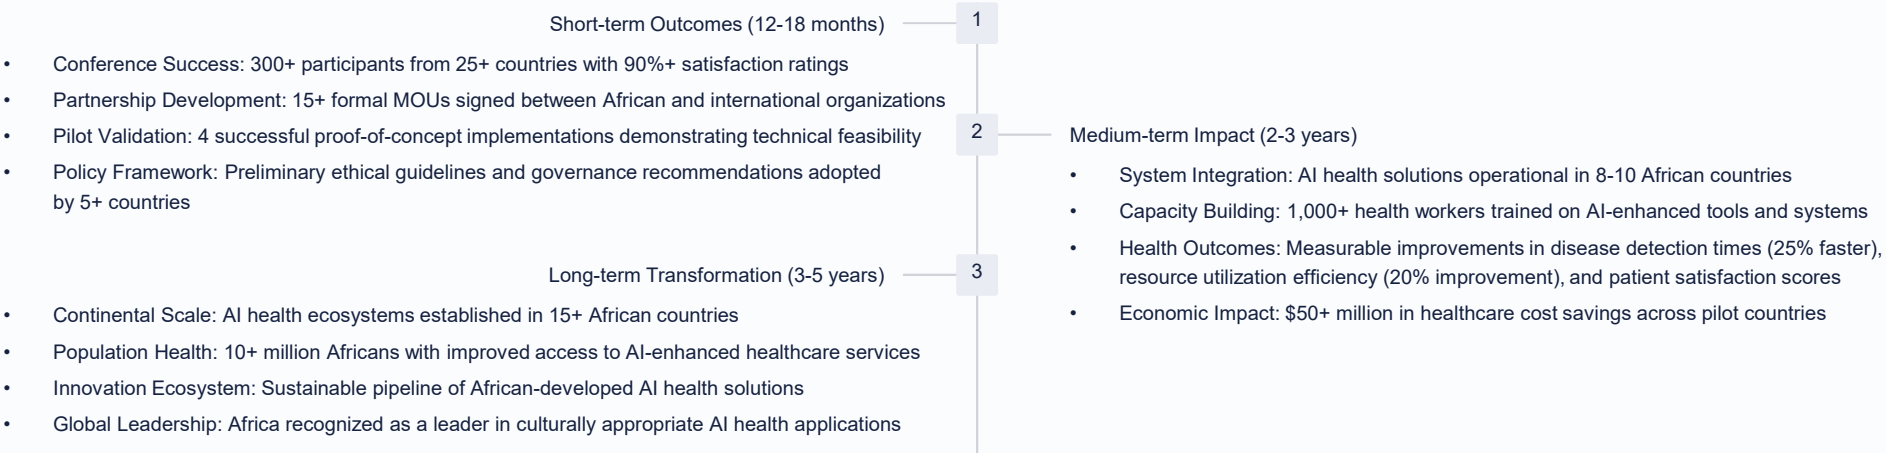 Short-term Outcomes (12-18 months)
1
• Conference Success: 300+ participants from 25+ countries with 90%+ satisfaction ratings
• Partnership Development: 15+ formal MOUs signed between African and international organizations
• Pilot Validation: 4 successful proof-of-concept implementations demonstrating technical feasibility
• Policy Framework: Preliminary ethical guidelines and governance recommendations adopted
by 5+ countries
2
Medium-term Impact (2-3 years)
• System Integration: AI health solutions operational in 8-10 African countries
• Capacity Building: 1,000+ health workers trained on AI-enhanced tools and systems
• Health Outcomes: Measurable improvements in disease detection times (25% faster),
resource utilization efficiency (20% improvement), and patient satisfaction scores
• Economic Impact: $50+ million in healthcare cost savings across pilot countries
Long-term Transformation (3-5 years)
3
• Continental Scale: AI health ecosystems established in 15+ African countries
• Population Health: 10+ million Africans with improved access to AI-enhanced healthcare services
• Innovation Ecosystem: Sustainable pipeline of African-developed AI health solutions
• Global Leadership: Africa recognized as a leader in culturally appropriate AI health applications